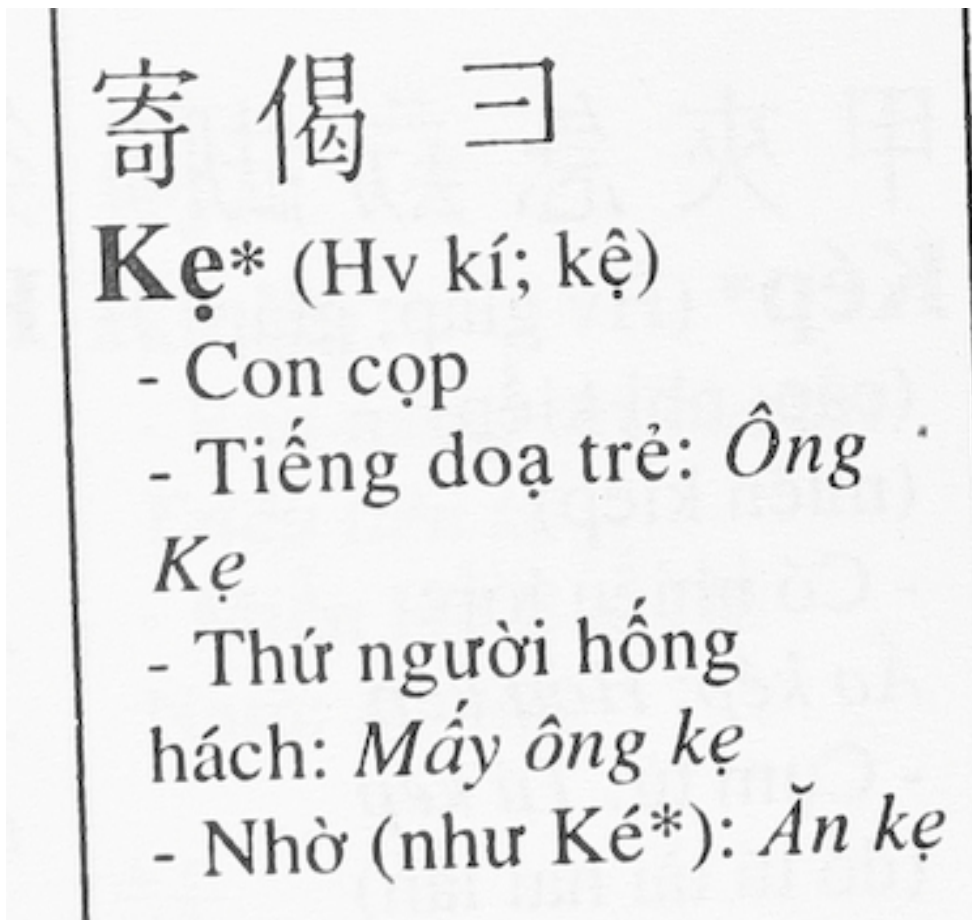 寄 偈 彐
Kẹ* (Hv kí; kệ)
- Con cọp
- Tiếng doạ trẻ: Ông
Kẹ
- Thứ người hống
hách: Mấy ông kẹ
- Nhờ (như Ké*): Ăn kẹ